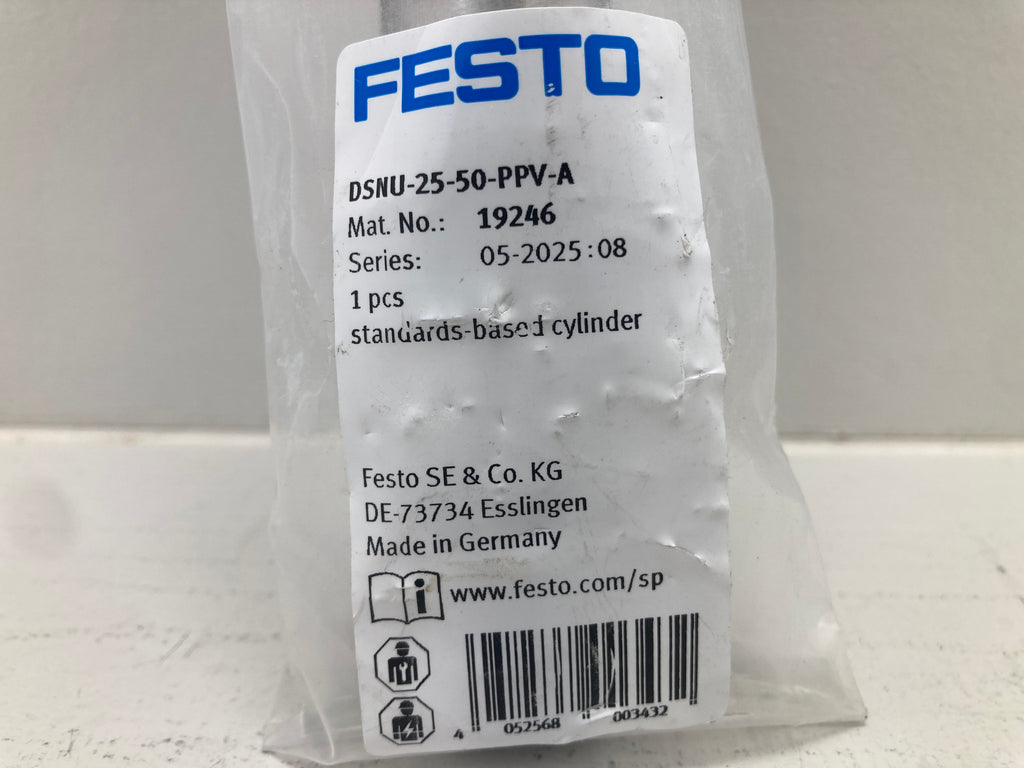 FESTO
DSNU-25-50-PPV-A
Mat. No.: 19246
Series: 05-2025:08
1 pcs
standards-based cylinder
Festo SE & Co. KG
DE-73734 Esslingen
Made in Germany
www.festo.com/sp
4 052568 003432